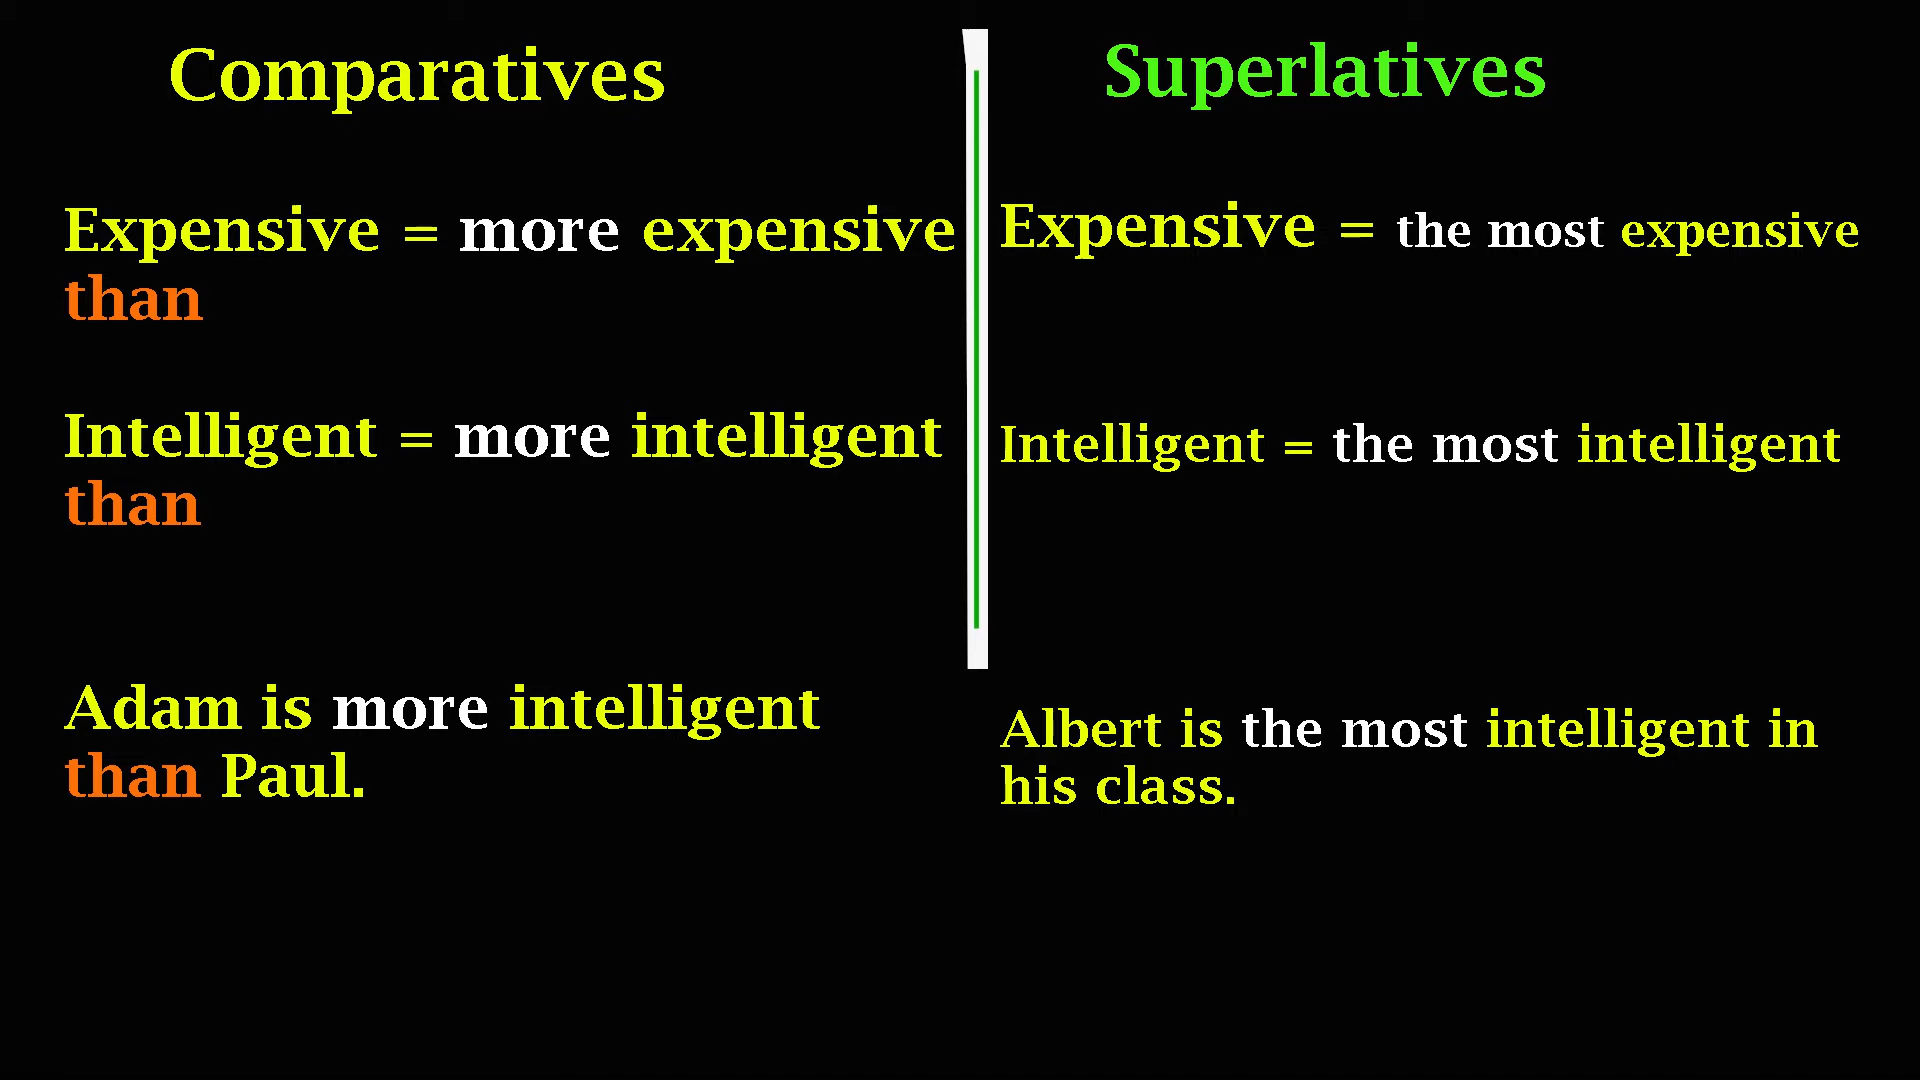 Comparatives
Expensive = more expensive
than
Intelligent = more intelligent
than
Adam is more intelligent
than Paul.
Superlatives
Expensive = the most expensive
Intelligent = the most intelligent
Albert is the most intelligent in
his class.